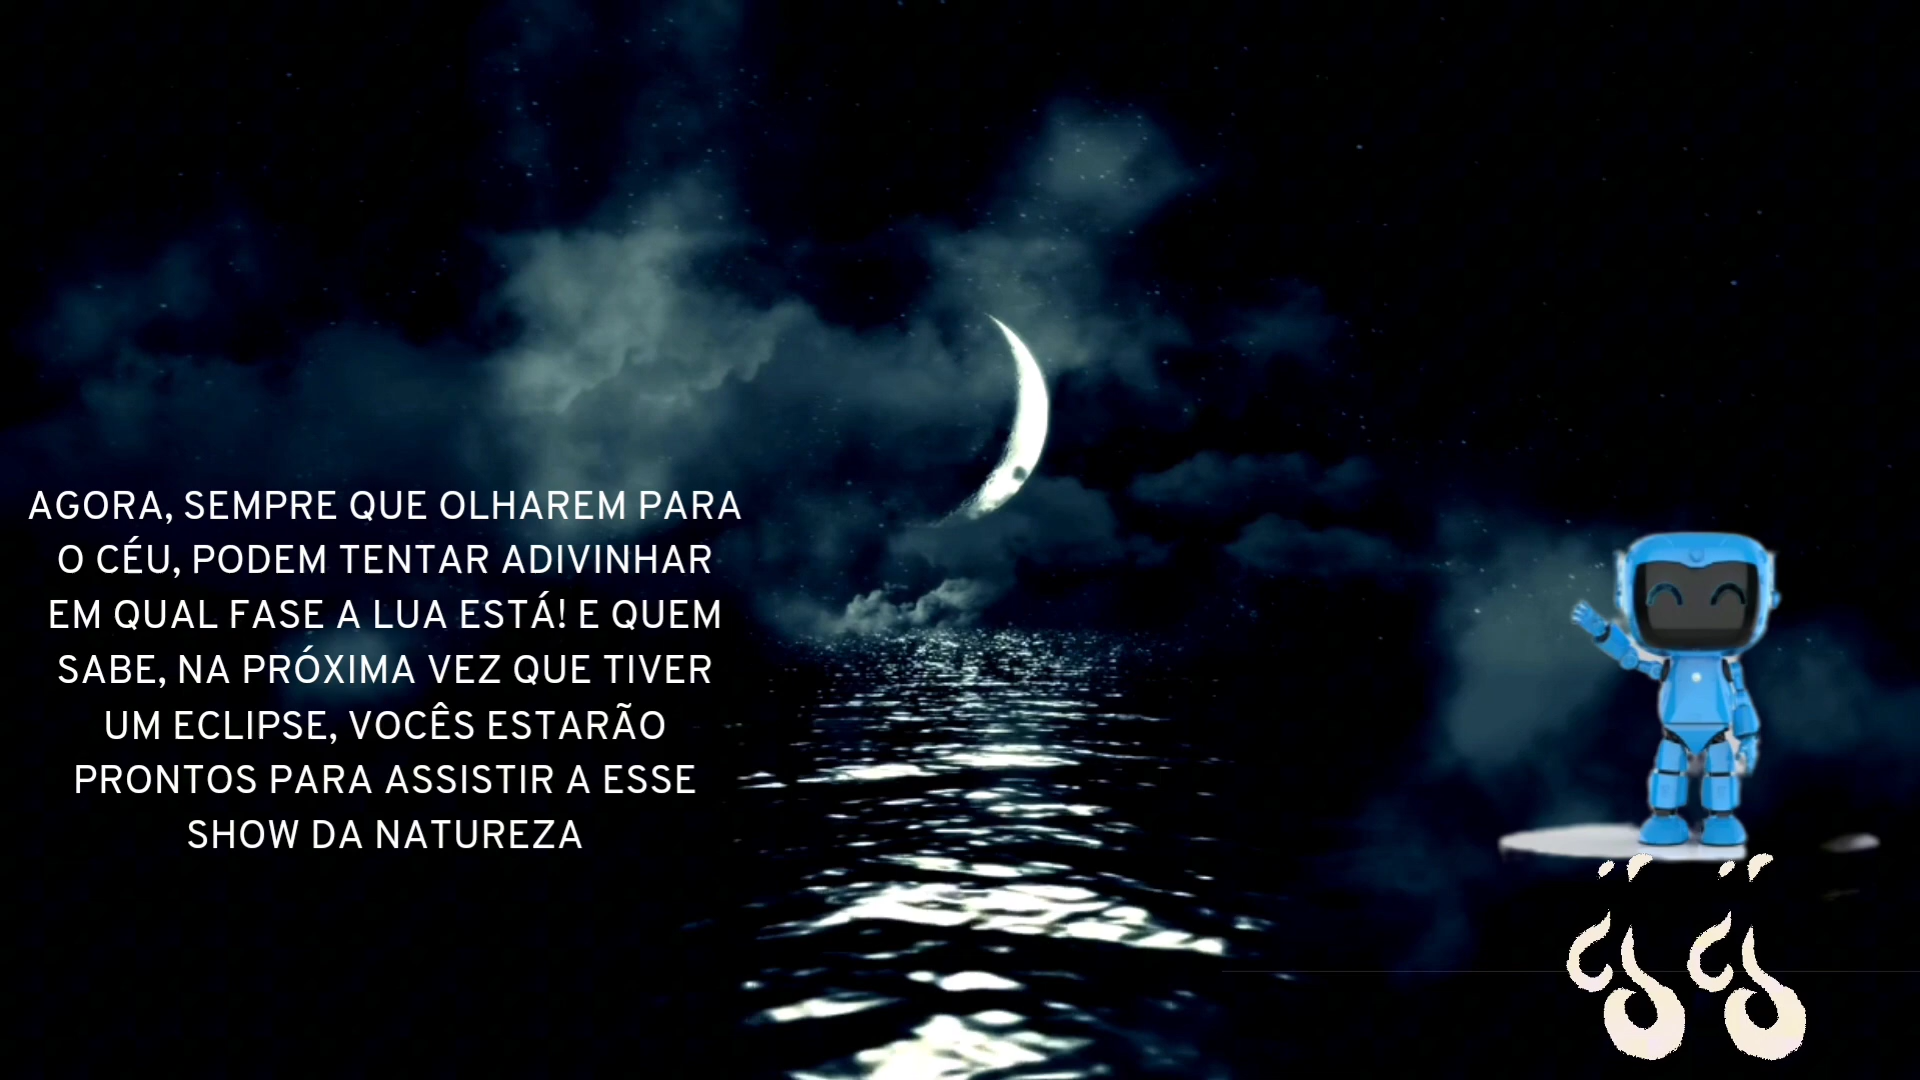 AGORA, SEMPRE QUE OLHAREM PARA
O CÉU, PODEM TENTAR ADIVINHAR
EM QUAL FASE A LUA ESTÁ! E QUEM
SABE, NA PRÓXIMA VEZ QUE TIVER
UM ECLIPSE, VOCÊS ESTARÃO
PRONTOS PARA ASSISTIR A ESSE
SHOW DA NATUREZA